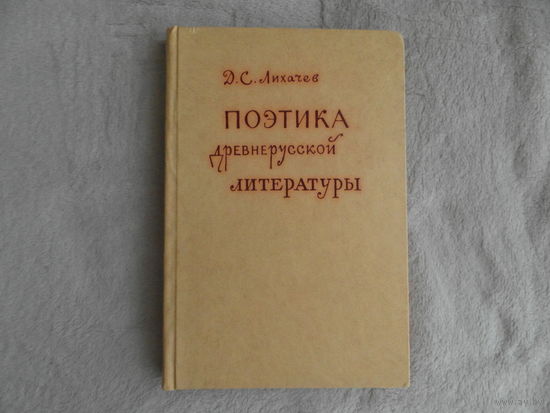 Д. С. Лихачев
ПОЭТИКА
ДРЕВНЕРУССКОЙ
ЛИТЕРАТУРЫ